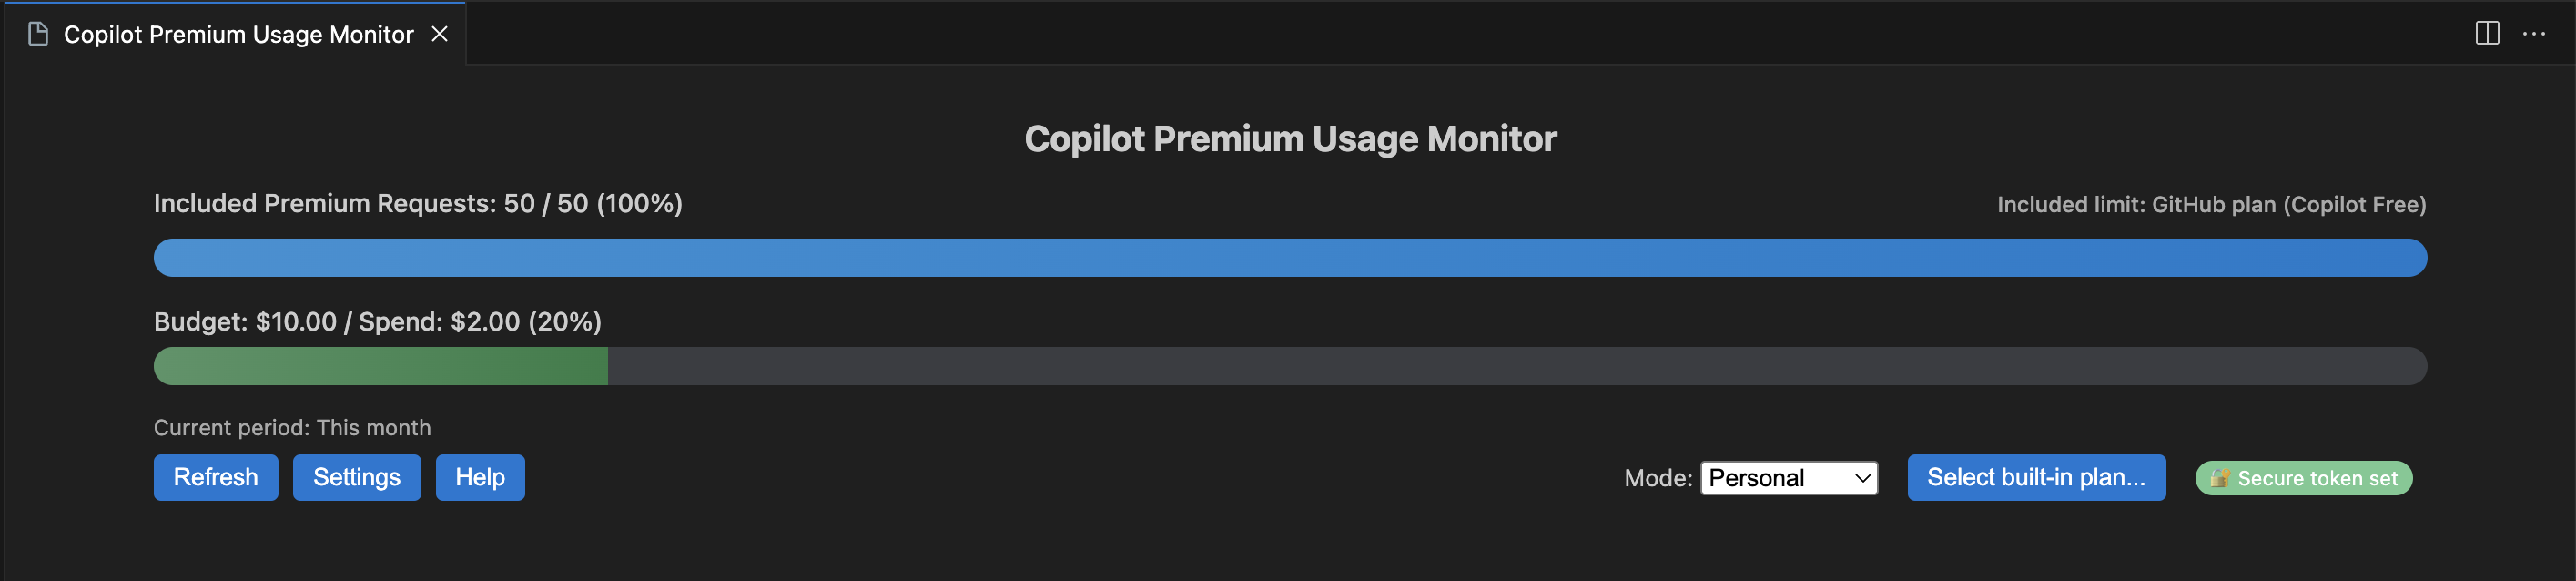 Copilot Premium Usage Monitor
Copilot Premium Usage Monitor
Included Premium Requests: 50 / 50 (100%)
Included limit: GitHub plan (Copilot Free)
Budget: $10.00 / Spend: $2.00 (20%)
Current period: This month
Refresh Settings Help Mode: Personal Select built-in plan... Secure token set